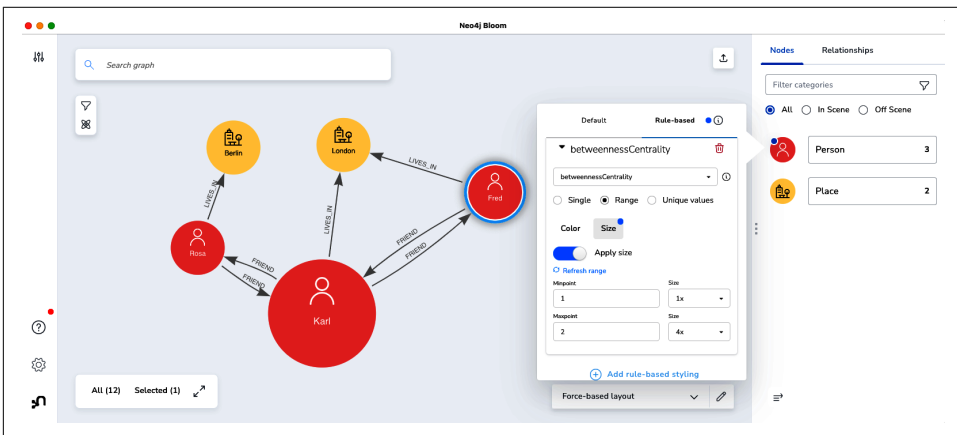 Neo4j Bloom
Search graph
Berlin
London
LIVES_IN
Fred
LIVES_IN
LIVES_IN
FRIEND
FRIEND
Rosa
FRIEND
FRIEND
Karl
All (12) Selected (1)
Default Rule-based
betweennessCentrality
betweennessCentrality
Single Range Unique values
Color Size
Apply size
Refresh range
Minpoint Size
1 1x
Maxpoint Size
2 4x
Add rule-based styling
Force-based layout
Nodes Relationships
Filter categories
All In Scene Off Scene
Person 3
Place 2